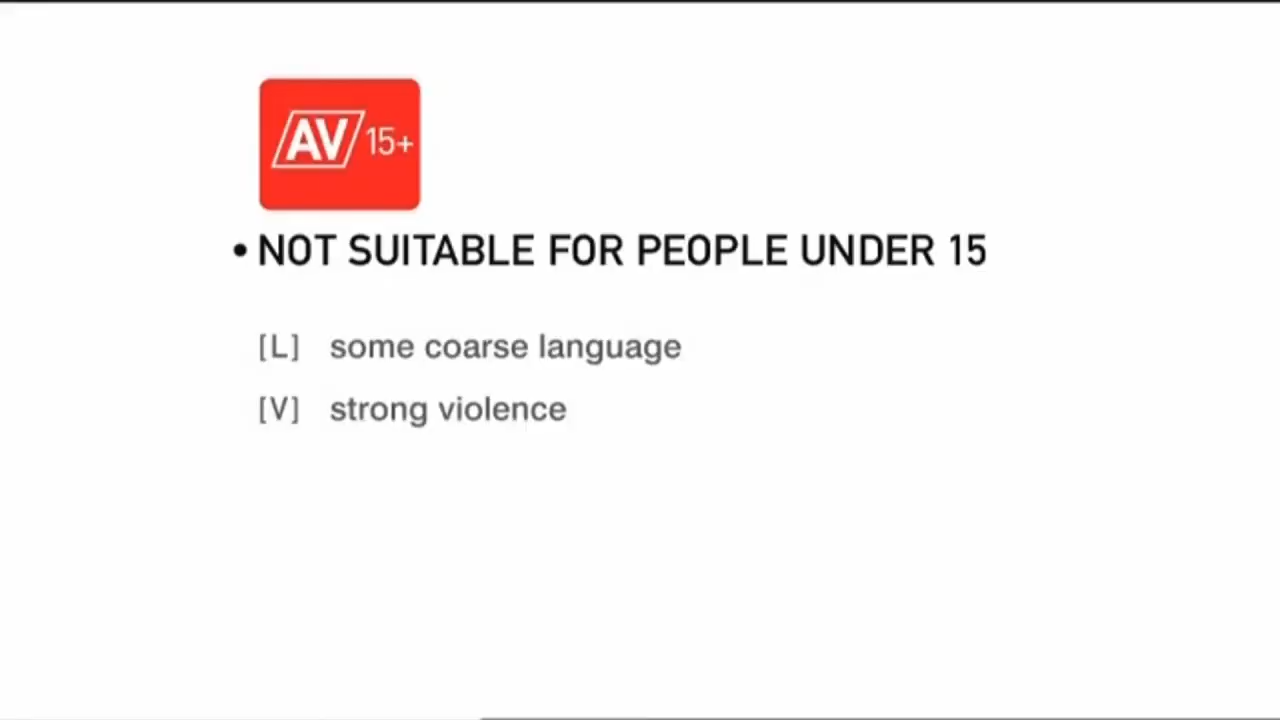 AV 15+
• NOT SUITABLE FOR PEOPLE UNDER 15
[L] some coarse language
[V] strong violence